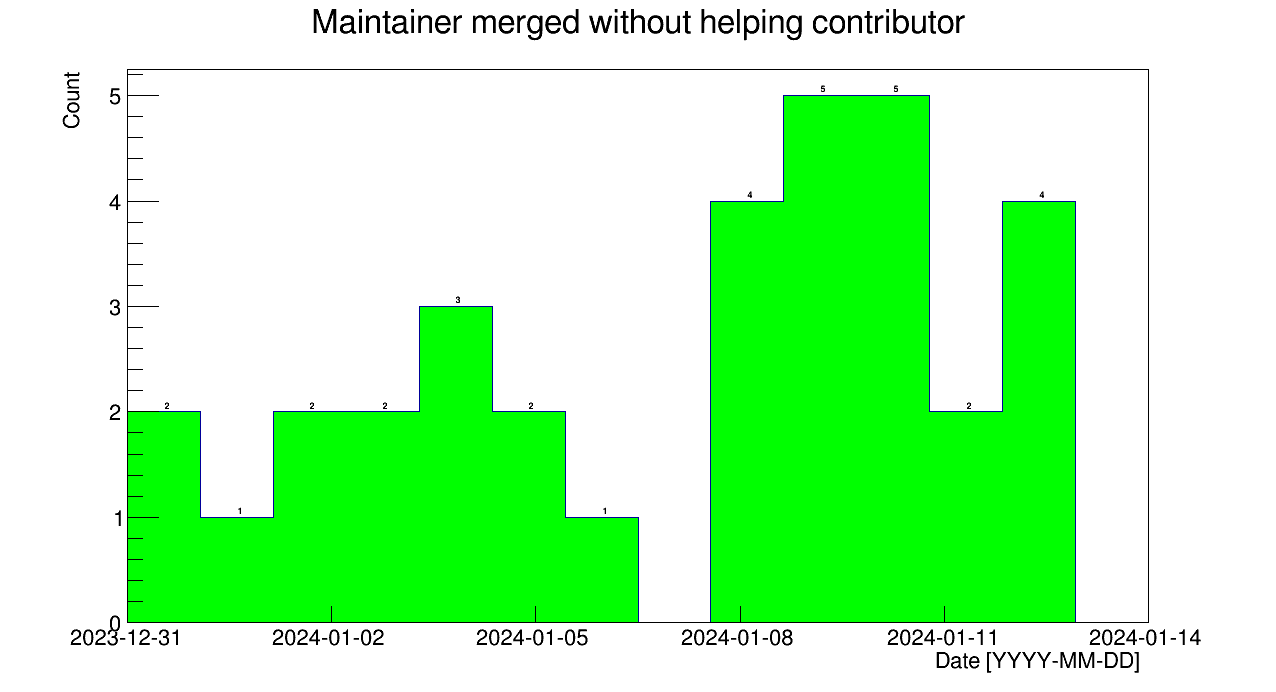 Maintainer merged without helping contributor
Count
5
4
3
2
1
0
2 1 2 2 3 2 1 4 5 5 2 4
2023-12-31 2024-01-02 2024-01-05 2024-01-08 2024-01-11 2024-01-14
Date [YYYY-MM-DD]